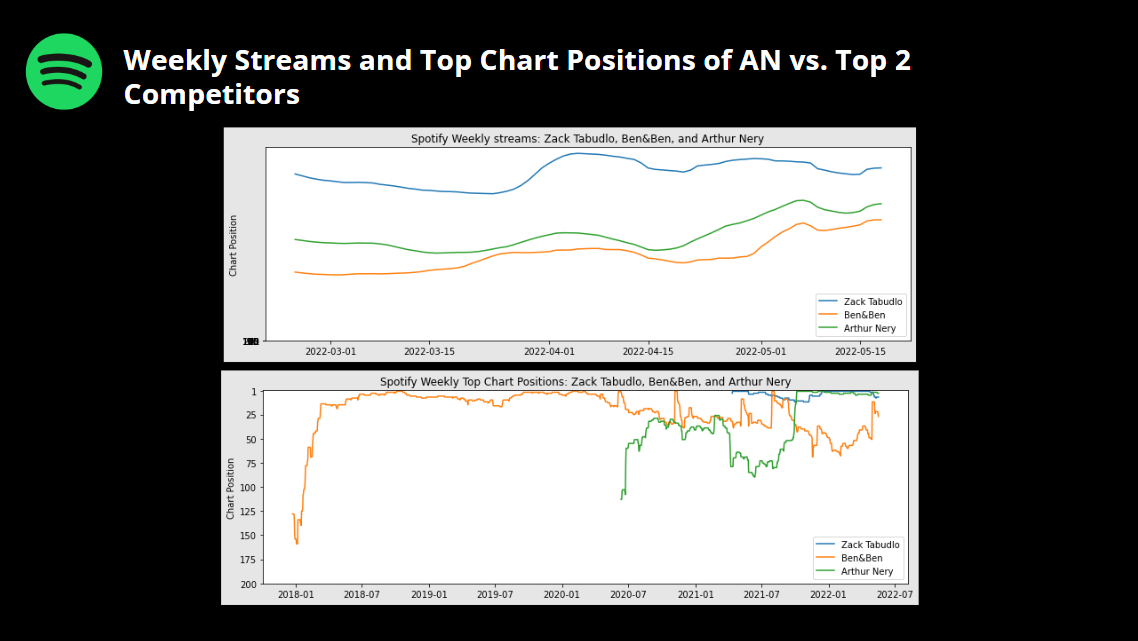 Weekly Streams and Top Chart Positions of AN vs. Top 2
Competitors
Spotify Weekly streams: Zack Tabudlo, Ben&Ben, and Arthur Nery
Chart Position
Zack Tabudlo
Ben&Ben
Arthur Nery
2022-03-01 2022-03-15 2022-04-01 2022-04-15 2022-05-01 2022-05-15
Spotify Weekly Top Chart Positions: Zack Tabudlo, Ben&Ben, and Arthur Nery
Chart Position
1
25
50
75
100
125
150
175
200
Zack Tabudlo
Ben&Ben
Arthur Nery
2018-01 2018-07 2019-01 2019-07 2020-01 2020-07 2021-01 2021-07 2022-01 2022-07